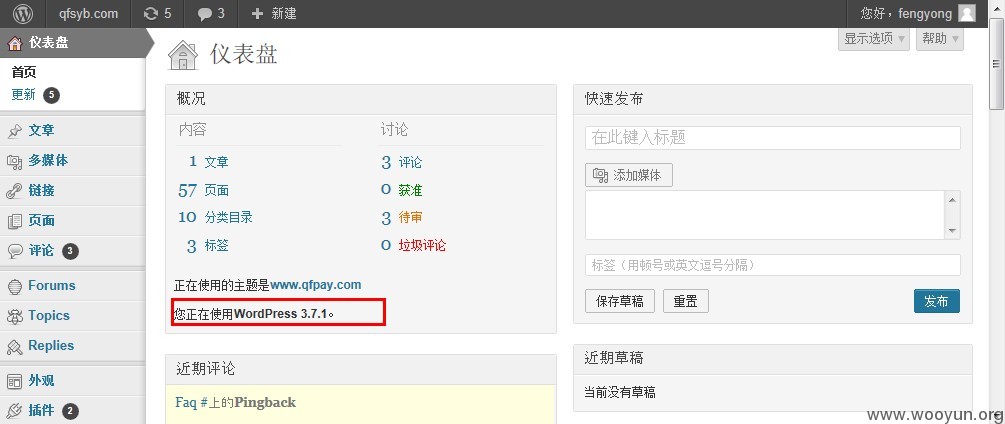 qfsyb.com 5 3 + 新建 您好，fengyong
仪表盘
首页
更新 5
文章
多媒体
链接
页面
评论 3
Forums
Topics
Replies
外观
插件 2
显示选项 帮助
仪表盘
概况
内容 讨论
1 文章 3 评论
57 页面 0 获准
10 分类目录 3 待审
3 标签 0 垃圾评论
正在使用的主题是www.qfpay.com
您正在使用WordPress 3.7.1。
近期评论
Faq #上的Pingback
快速发布
在此键入标题
添加媒体
标签（用顿号或英文逗号分隔）
保存草稿 重置 发布
近期草稿
当前没有草稿
www.wooyun.org